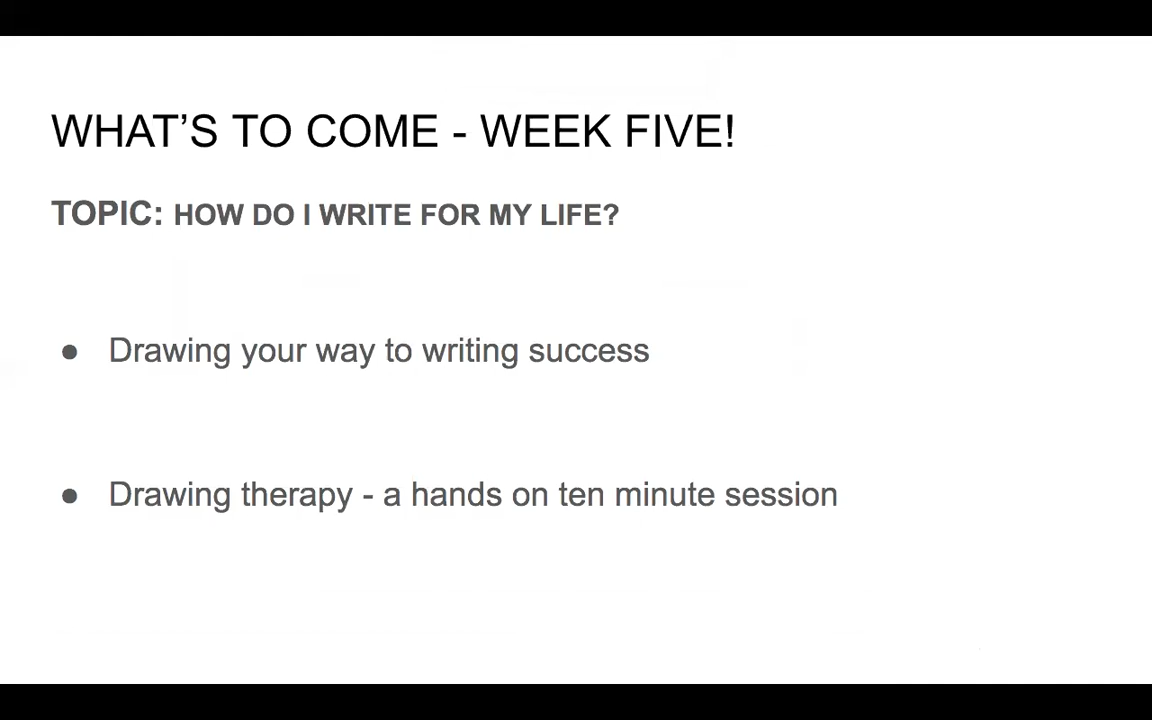 WHAT’S TO COME - WEEK FIVE!
TOPIC: HOW DO I WRITE FOR MY LIFE?
● Drawing your way to writing success
● Drawing therapy - a hands on ten minute session